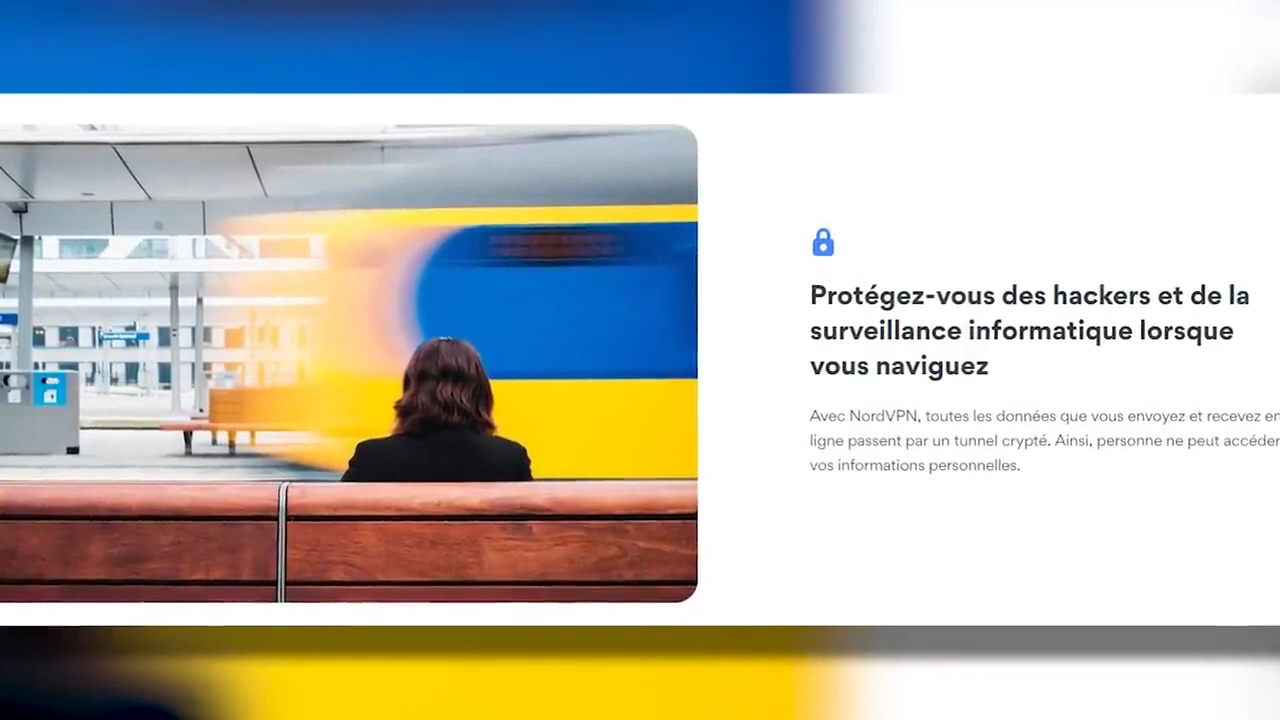 Protégez-vous des hackers et de la
surveillance informatique lorsque
vous naviguez
Avec NordVPN, toutes les données que vous envoyez et recevez en
ligne passent par un tunnel crypté. Ainsi, personne ne peut accéder
vos informations personnelles.